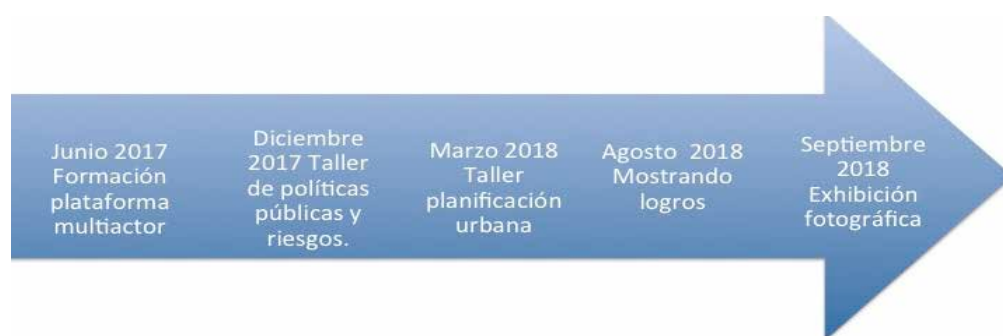 Junio 2017
Formación
plataforma
multiactor
Diciembre
2017 Taller
de políticas
públicas y
riesgos.
Marzo 2018
Taller
planificación
urbana
Agosto 2018
Mostrando
logros
Septiembre
2018
Exhibición
fotográfica